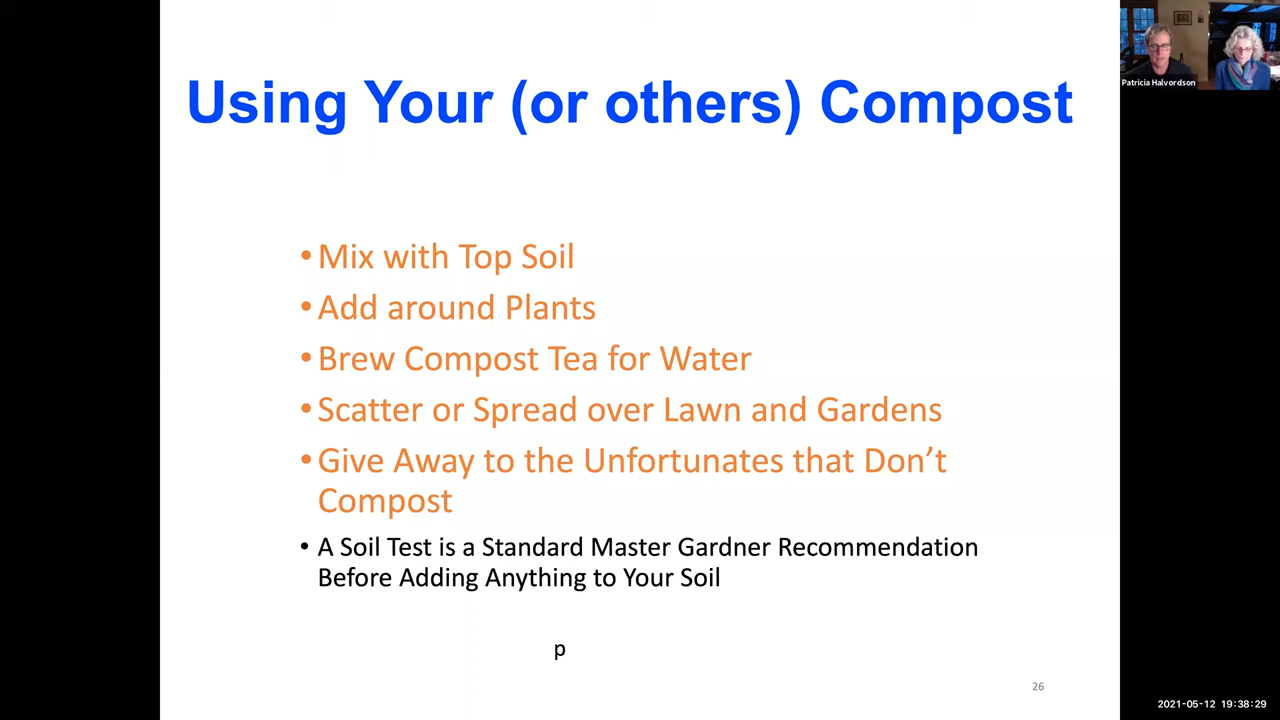 Using Your (or others) Compost
Patricia Halvordson
• Mix with Top Soil
• Add around Plants
• Brew Compost Tea for Water
• Scatter or Spread over Lawn and Gardens
• Give Away to the Unfortunates that Don’t
Compost
• A Soil Test is a Standard Master Gardner Recommendation
Before Adding Anything to Your Soil
p
26
2021-05-12 19:38:29